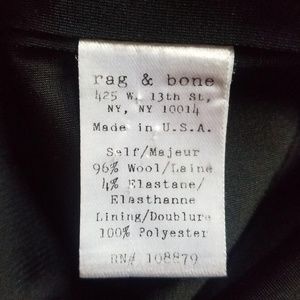 rag & bone
425 W. 13th St,
NY, NY 10014
Made in U.S.A.
Self/Majeur
96% Wool/Laine
4% Elastane/
Elasthanne
Lining/Doublure
100% Polyester
RN# 108879